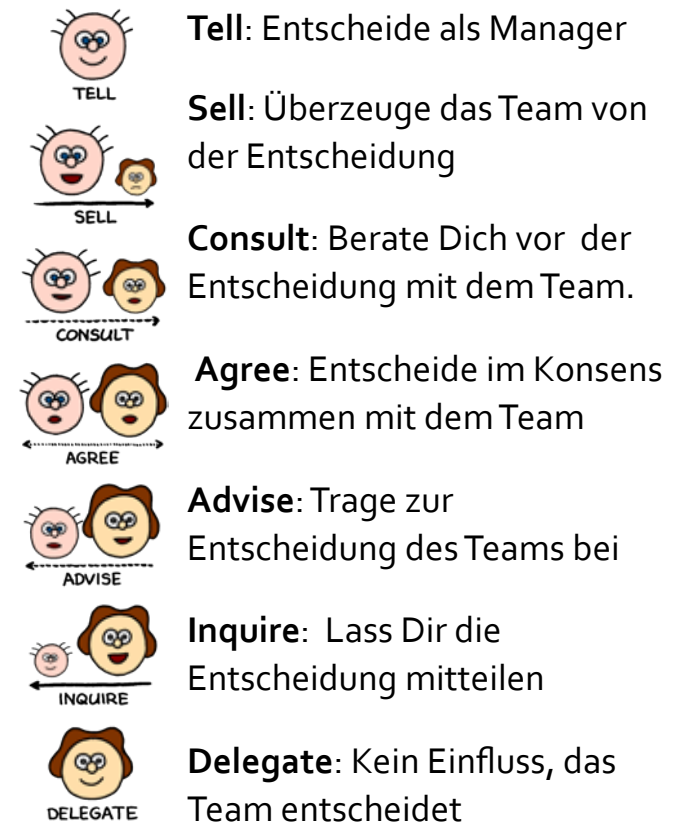 TELL
Tell: Entscheide als Manager
SELL
Sell: Überzeuge das Team von
der Entscheidung
CONSULT
Consult: Berate Dich vor  der
Entscheidung mit dem Team.
AGREE
Agree: Entscheide im Konsens
zusammen mit dem Team
ADVISE
Advise: Trage zur
Entscheidung des Teams bei
INQUIRE
Inquire:  Lass Dir die
Entscheidung mitteilen
DELEGATE
Delegate: Kein Einfluss, das
Team entscheidet